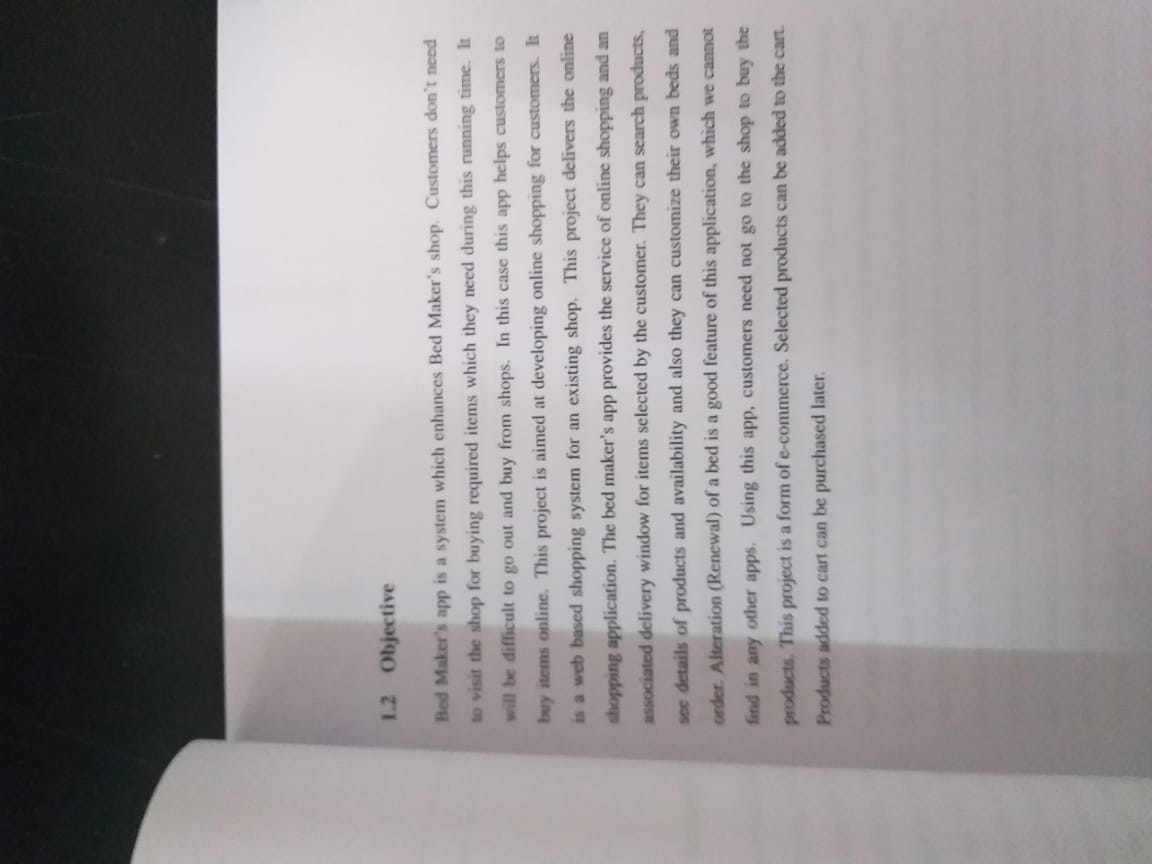 1.2 Objective
Bed Maker's app is a system which enhances Bed Maker's shop. Customers don't need
to visit the shop for buying required items which they need during this running time. It
will be difficult to go out and buy from shops. In this case this app helps customers to
buy items online. This project is aimed at developing online shopping for customers. It
is a web based shopping system for an existing shop. This project delivers the online
shopping application. The bed maker's app provides the service of online shopping and an
associated delivery window for items selected by the customer. They can search products,
see details of products and availability and also they can customize their own beds and
order. Alteration (Renewal) of a bed is a good feature of this application, which we cannot
find in any other apps. Using this app, customers need not go to the shop to buy the
products. This project is a form of e-commerce. Selected products can be added to the cart.
Products added to cart can be purchased later.